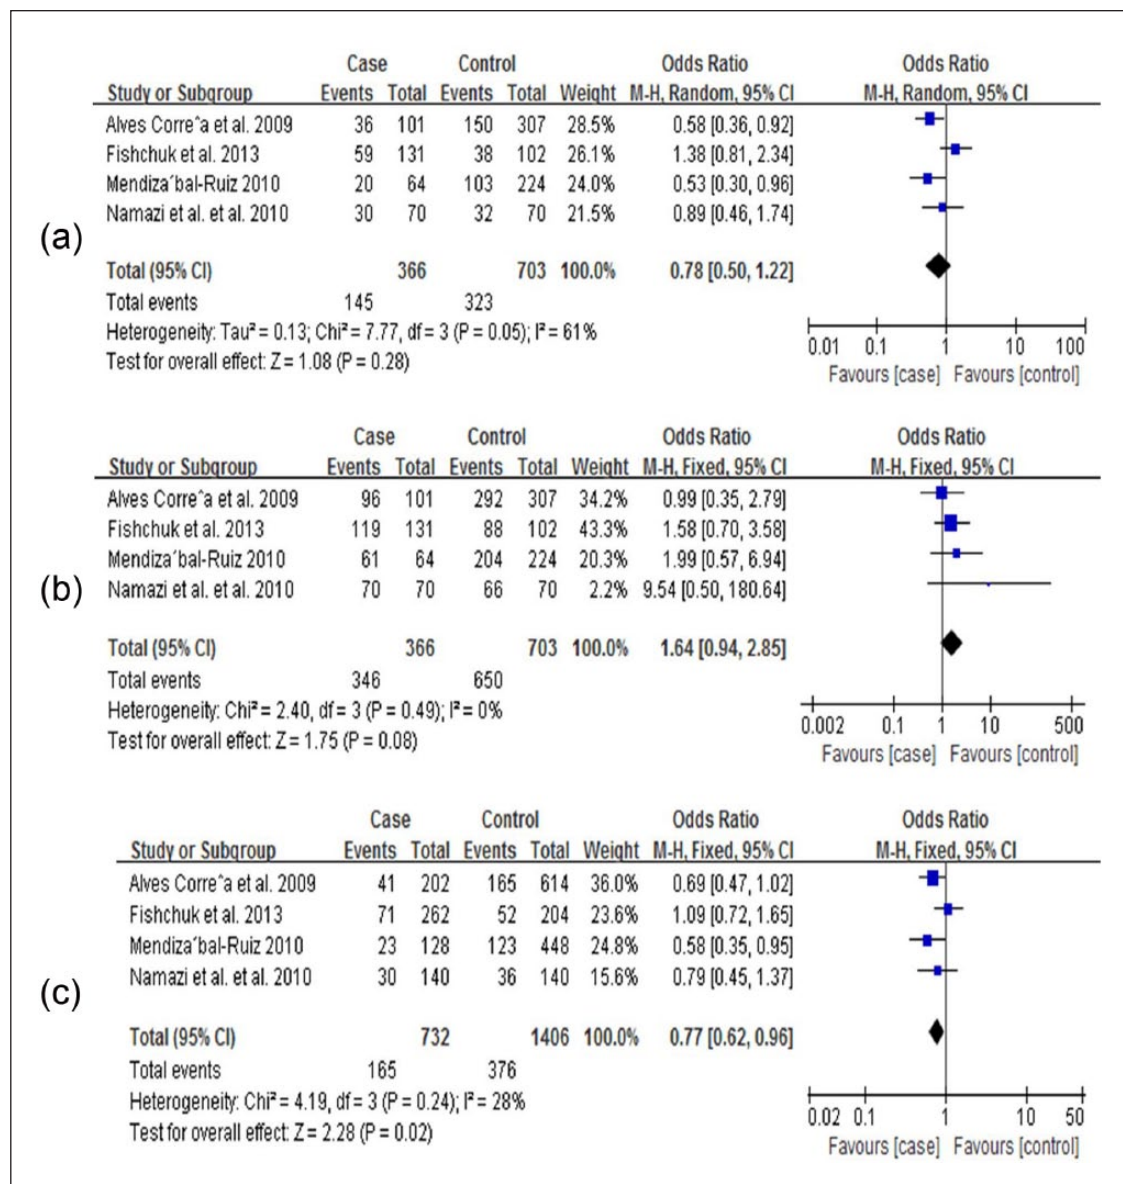 (a)
Case Control Odds Ratio Odds Ratio
Study or Subgroup Events Total Events Total Weight M-H, Random, 95% CI M-H, Random, 95% CI
Alves Corre^a et al. 2009 36 101 150 307 28.5% 0.58 [0.36, 0.92]
Fishchuk et al. 2013 59 131 38 102 26.1% 1.38 [0.81, 2.34]
Mendiza´bal-Ruiz 2010 20 64 103 224 24.0% 0.53 [0.30, 0.96]
Namazi et al. et al. 2010 30 70 32 70 21.5% 0.89 [0.46, 1.74]
Total (95% CI) 366 703 100.0% 0.78 [0.50, 1.22]
Total events 145 323
Heterogeneity: Tau² = 0.13; Chi² = 7.77, df = 3 (P = 0.05); I² = 61%
Test for overall effect: Z = 1.08 (P = 0.28)
0.01 0.1 1 10 100
Favours [case] Favours [control]
(b)
Case Control Odds Ratio Odds Ratio
Study or Subgroup Events Total Events Total Weight M-H, Fixed, 95% CI M-H, Fixed, 95% CI
Alves Corre^a et al. 2009 96 101 292 307 34.2% 0.99 [0.35, 2.79]
Fishchuk et al. 2013 119 131 88 102 43.3% 1.58 [0.70, 3.58]
Mendiza´bal-Ruiz 2010 61 64 204 224 20.3% 1.99 [0.57, 6.94]
Namazi et al. et al. 2010 70 70 66 70 2.2% 9.54 [0.50, 180.64]
Total (95% CI) 366 703 100.0% 1.64 [0.94, 2.85]
Total events 346 650
Heterogeneity: Chi² = 2.40, df = 3 (P = 0.49); I² = 0%
Test for overall effect: Z = 1.75 (P = 0.08)
0.002 0.1 1 10 500
Favours [case] Favours [control]
(c)
Case Control Odds Ratio Odds Ratio
Study or Subgroup Events Total Events Total Weight M-H, Fixed, 95% CI M-H, Fixed, 95% CI
Alves Corre^a et al. 2009 41 202 165 614 36.0% 0.69 [0.47, 1.02]
Fishchuk et al. 2013 71 262 52 204 23.6% 1.09 [0.72, 1.65]
Mendiza´bal-Ruiz 2010 23 128 123 448 24.8% 0.58 [0.35, 0.95]
Namazi et al. et al. 2010 30 140 36 140 15.6% 0.79 [0.45, 1.37]
Total (95% CI) 732 1406 100.0% 0.77 [0.62, 0.96]
Total events 165 376
Heterogeneity: Chi² = 4.19, df = 3 (P = 0.24); I² = 28%
Test for overall effect: Z = 2.28 (P = 0.02)
0.02 0.1 1 10 50
Favours [case] Favours [control]